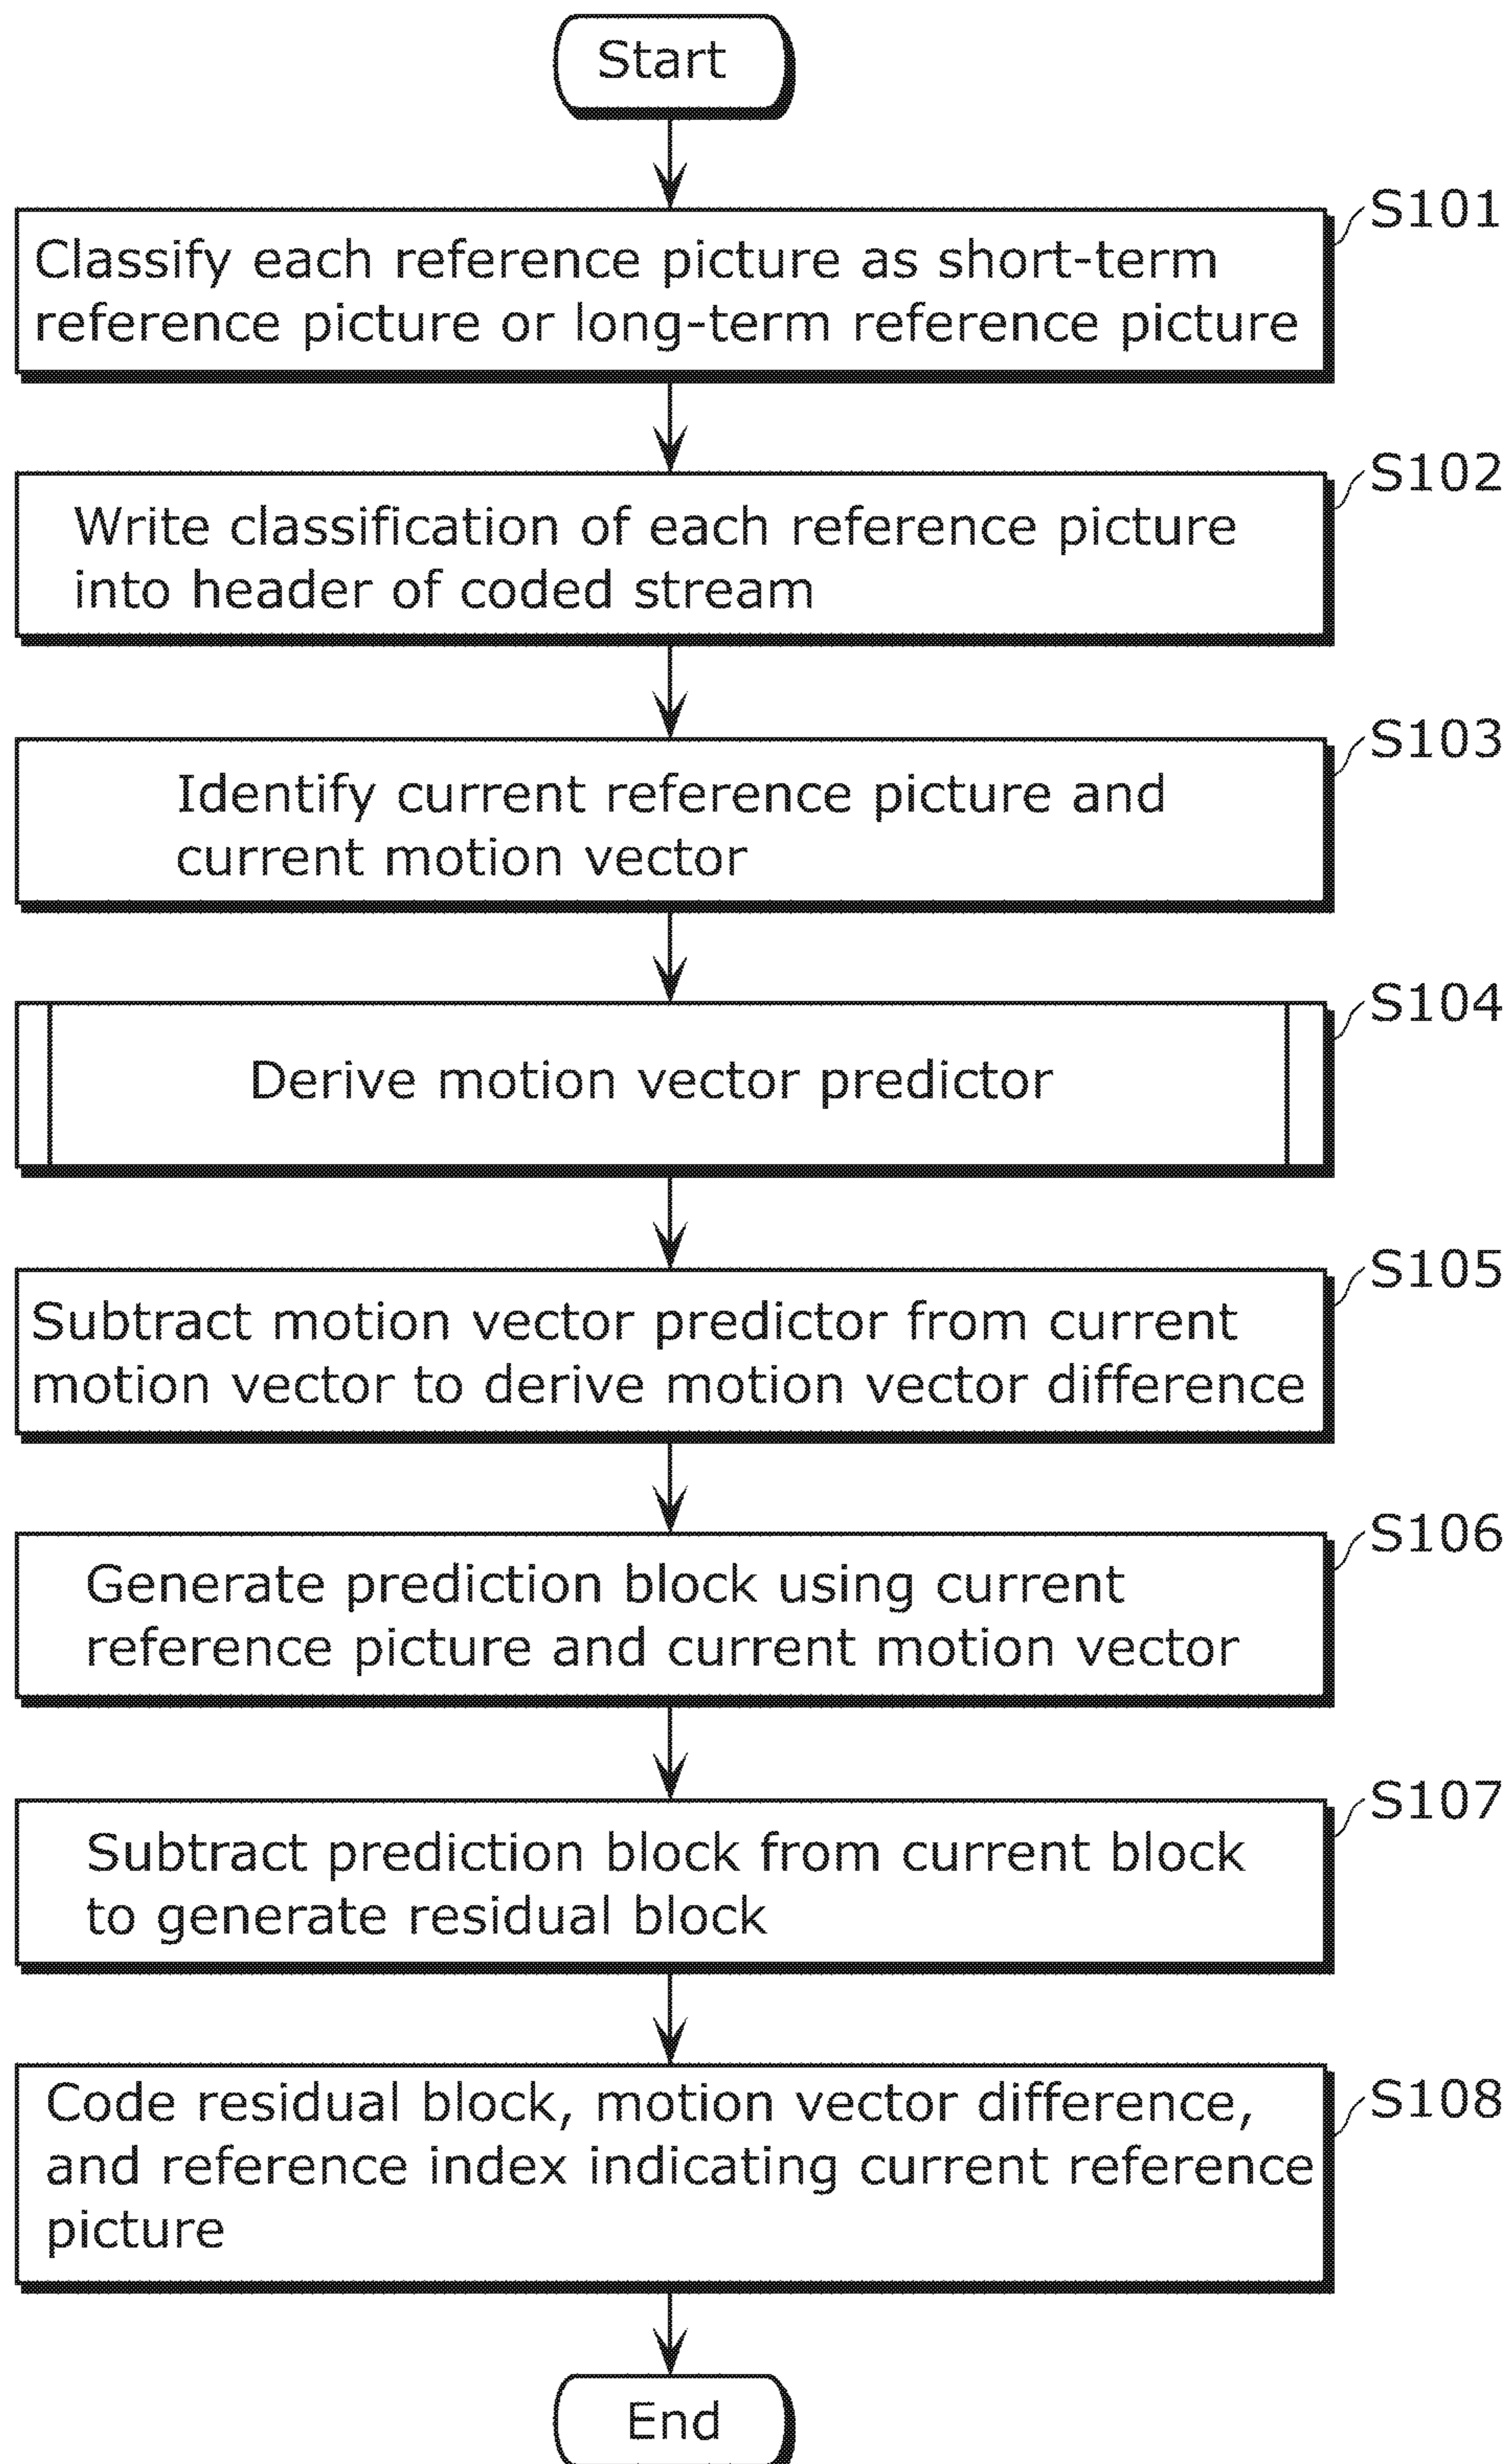 Start
S101
Classify each reference picture as short-term
reference picture or long-term reference picture
S102
Write classification of each reference picture
into header of coded stream
S103
Identify current reference picture and
current motion vector
S104
Derive motion vector predictor
S105
Subtract motion vector predictor from current
motion vector to derive motion vector difference
S106
Generate prediction block using current
reference picture and current motion vector
S107
Subtract prediction block from current block
to generate residual block
S108
Code residual block, motion vector difference,
and reference index indicating current reference
picture
End